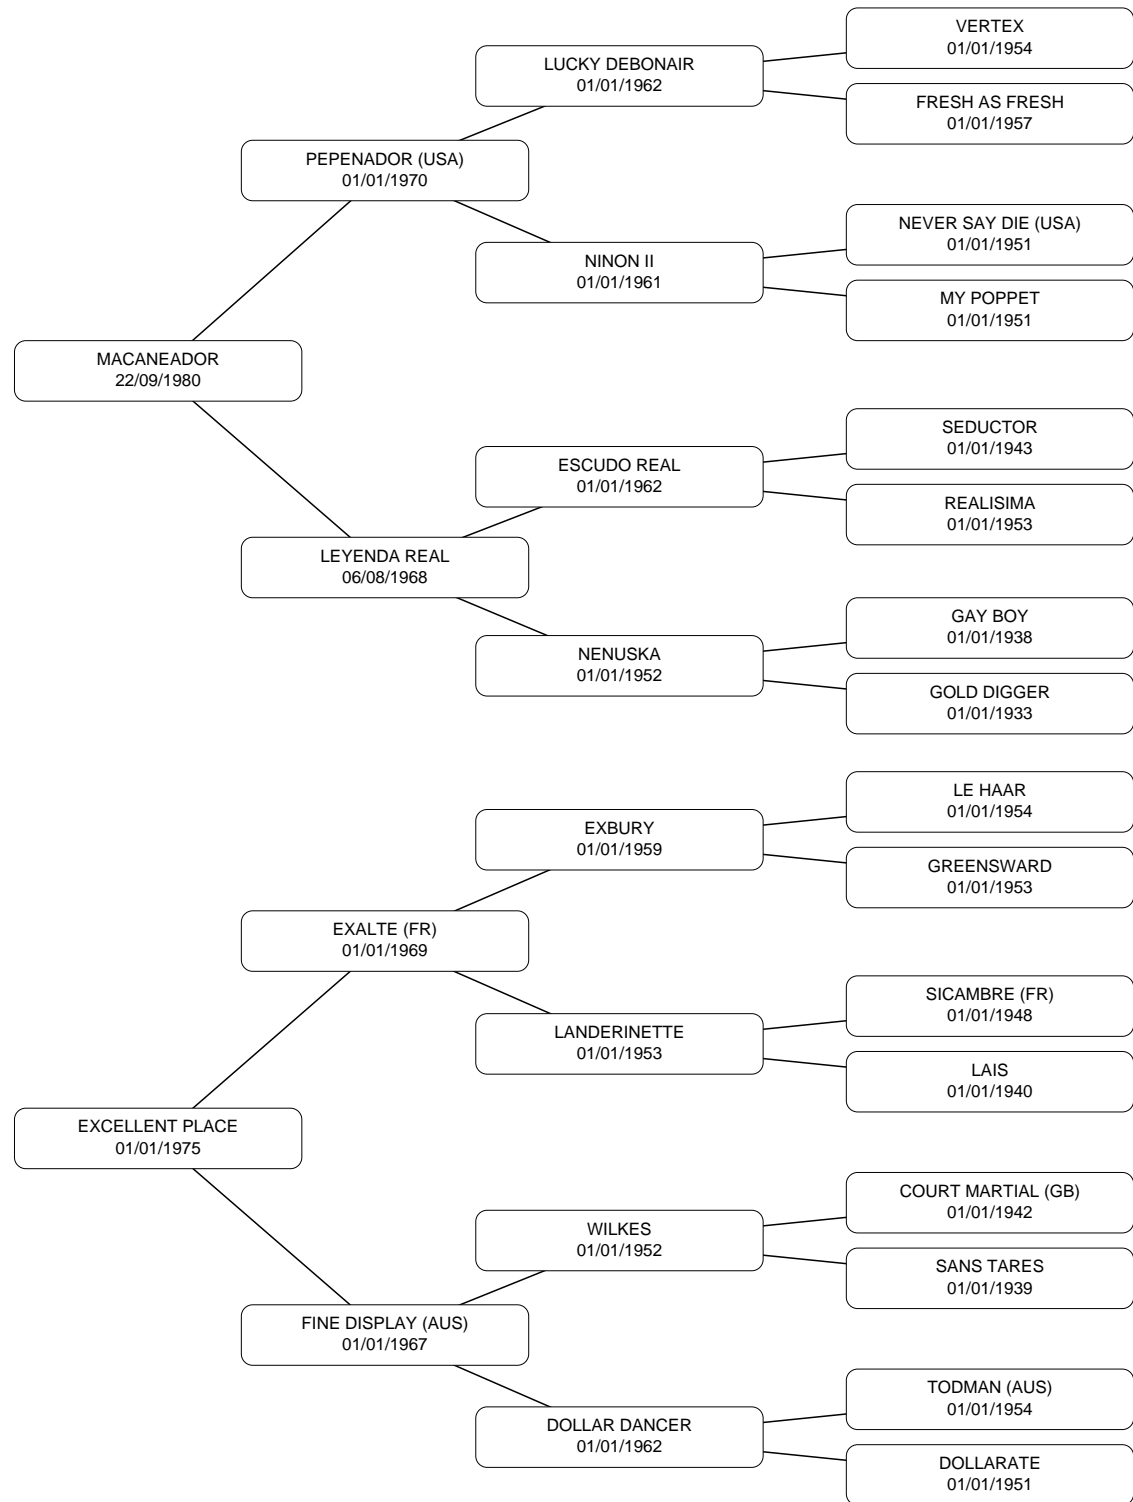 VERTEX
01/01/1954
LUCKY DEBONAIR
01/01/1962
FRESH AS FRESH
01/01/1957
PEPENADOR (USA)
01/01/1970
NEVER SAY DIE (USA)
01/01/1951
NINON II
01/01/1961
MY POPPET
01/01/1951
MACANEADOR
22/09/1980
SEDUCTOR
01/01/1943
ESCUDO REAL
01/01/1962
REALISIMA
01/01/1953
LEYENDA REAL
06/08/1968
GAY BOY
01/01/1938
NENUSKA
01/01/1952
GOLD DIGGER
01/01/1933
LE HAAR
01/01/1954
EXBURY
01/01/1959
GREENSWARD
01/01/1953
EXALTE (FR)
01/01/1969
SICAMBRE (FR)
01/01/1948
LANDERINETTE
01/01/1953
LAIS
01/01/1940
EXCELLENT PLACE
01/01/1975
COURT MARTIAL (GB)
01/01/1942
WILKES
01/01/1952
SANS TARES
01/01/1939
FINE DISPLAY (AUS)
01/01/1967
TODMAN (AUS)
01/01/1954
DOLLAR DANCER
01/01/1962
DOLLARATE
01/01/1951